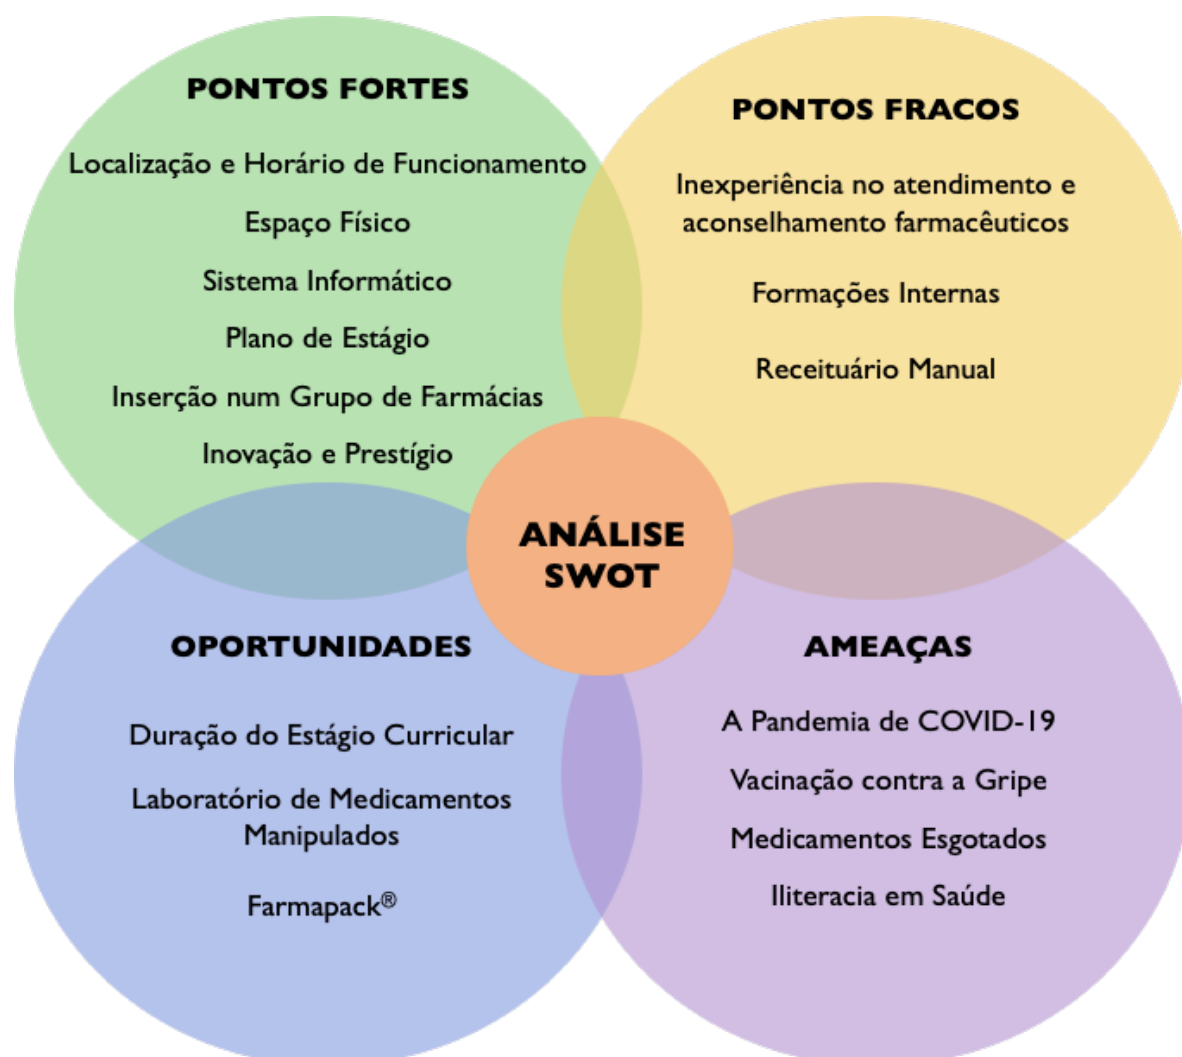 PONTOS FORTES
Localização e Horário de Funcionamento
Espaço Físico
Sistema Informático
Plano de Estágio
Inserção num Grupo de Farmácias
Inovação e Prestígio
PONTOS FRACOS
Inexperiência no atendimento e
aconselhamento farmacêuticos
Formações Internas
Receituário Manual
ANÁLISE
SWOT
OPORTUNIDADES
Duração do Estágio Curricular
Laboratório de Medicamentos
Manipulados
Farmapack®
AMEAÇAS
A Pandemia de COVID-19
Vacinação contra a Gripe
Medicamentos Esgotados
Iliteracia em Saúde